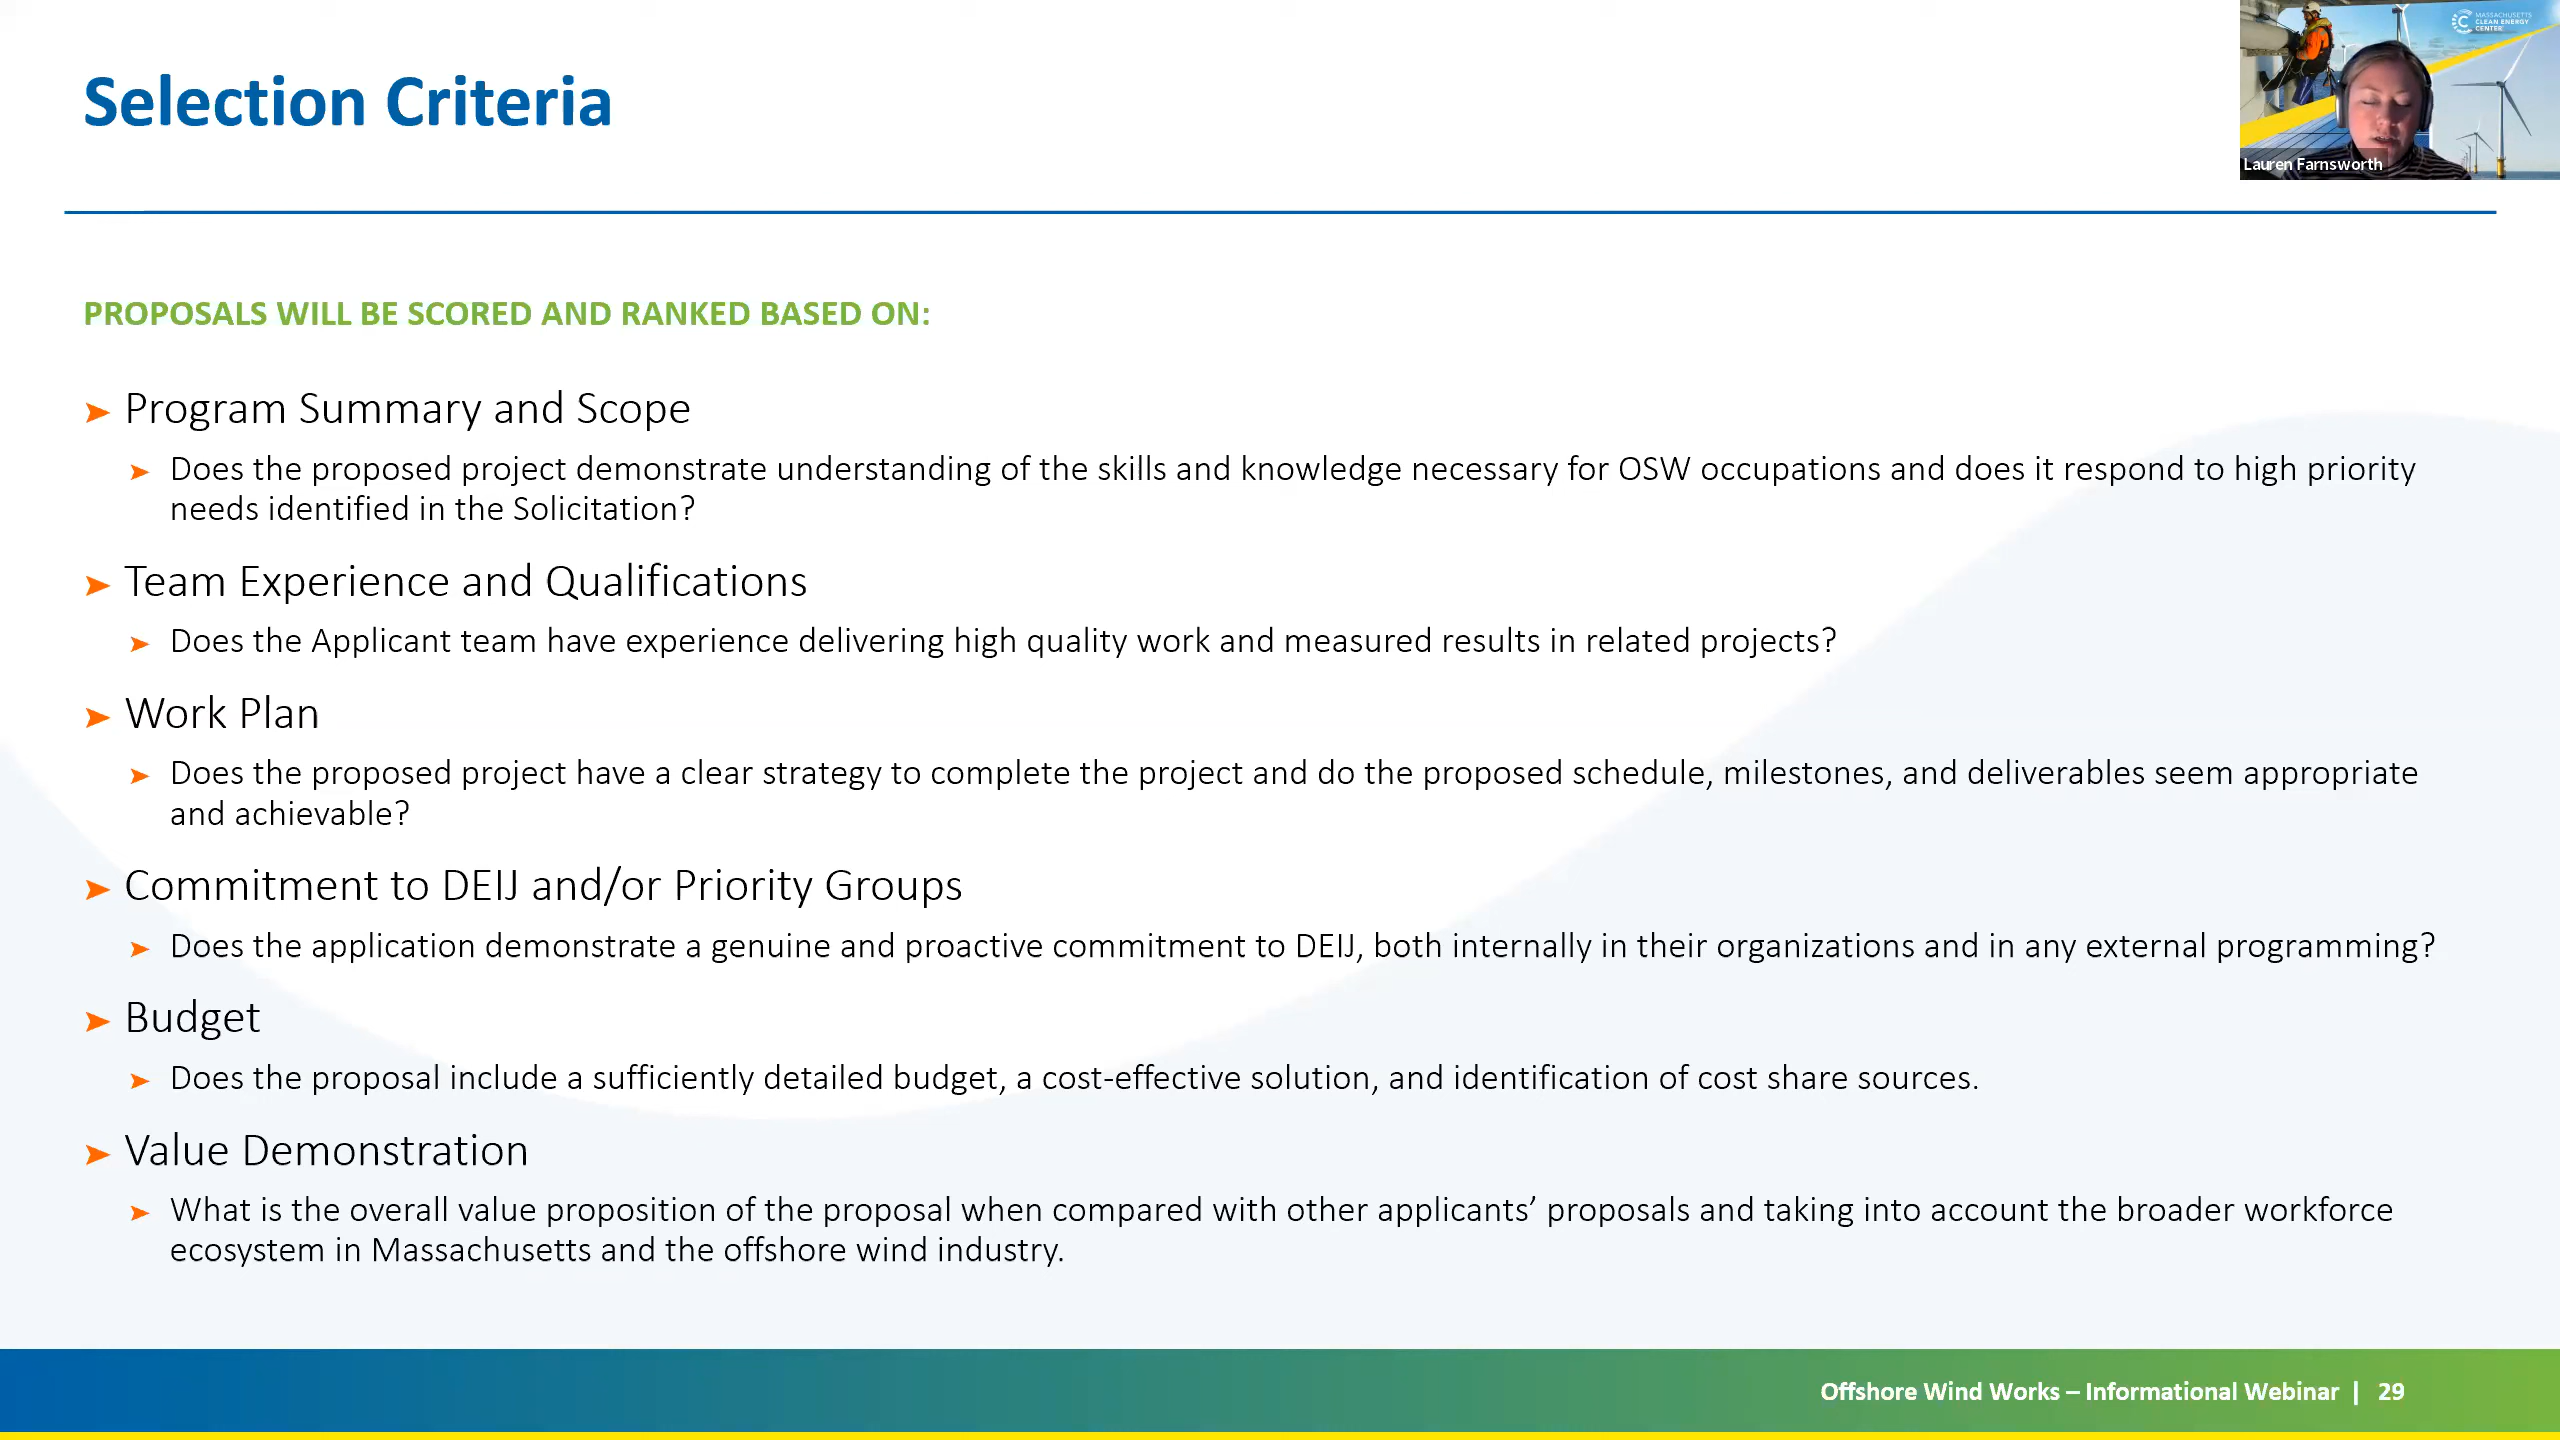 Selection Criteria
MASSACHUSETTS
CLEAN ENERGY
CENTER
Lauren Farnsworth
PROPOSALS WILL BE SCORED AND RANKED BASED ON:
Program Summary and Scope
Does the proposed project demonstrate understanding of the skills and knowledge necessary for OSW occupations and does it respond to high priority
needs identified in the Solicitation?
Team Experience and Qualifications
Does the Applicant team have experience delivering high quality work and measured results in related projects?
Work Plan
Does the proposed project have a clear strategy to complete the project and do the proposed schedule, milestones, and deliverables seem appropriate
and achievable?
Commitment to DEIJ and/or Priority Groups
Does the application demonstrate a genuine and proactive commitment to DEIJ, both internally in their organizations and in any external programming?
Budget
Does the proposal include a sufficiently detailed budget, a cost-effective solution, and identification of cost share sources.
Value Demonstration
What is the overall value proposition of the proposal when compared with other applicants’ proposals and taking into account the broader workforce
ecosystem in Massachusetts and the offshore wind industry.
Offshore Wind Works – Informational Webinar | 29